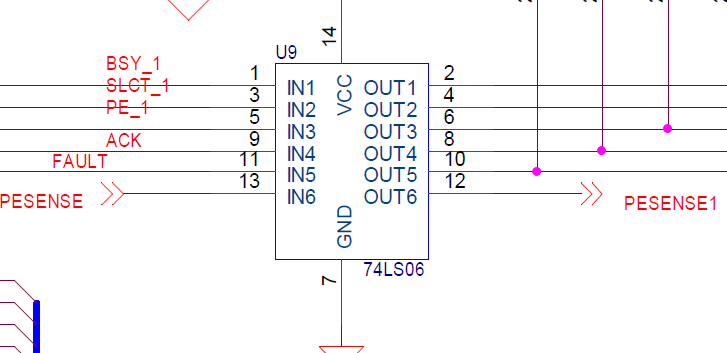 14
U9
BSY_1
1
IN1
OUT1
2
SLCT_1
3
IN2
OUT2
4
PE_1
5
IN3
OUT3
6
ACK
9
IN4
OUT4
8
FAULT
11
IN5
OUT5
10
13
IN6
OUT6
12
PESENSE
PESENSE1
VCC
GND
74LS06
7